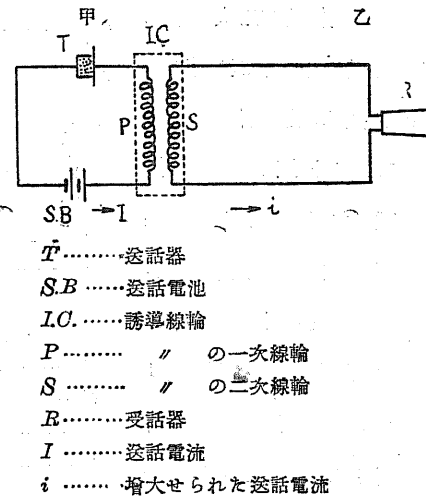 甲 乙
T IC
P S R
S.B →I →i
T………送話器
S.B ……送話電池
I.C. ……誘導線輪
P……… 〃 の一次線輪
S ……… 〃 の二次線輪
R………受話器
I ………送話電流
i ………増大せられた送話電流